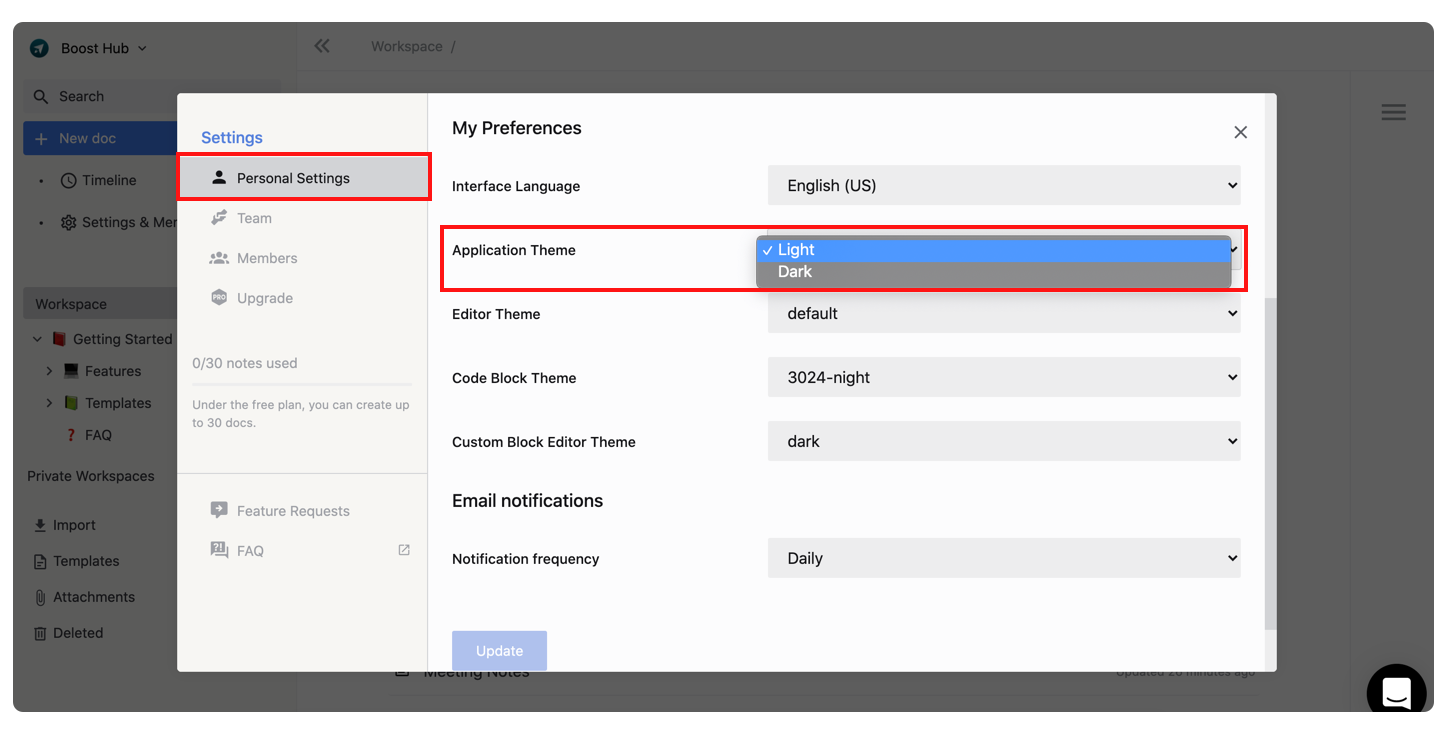 Boost Hub
Workspace /
Search
New doc
Timeline
Settings & Mer
Workspace
Getting Started
Features
Templates
FAQ
Private Workspaces
Import
Templates
Attachments
Deleted
Settings
Personal Settings
Team
Members
PRO Upgrade
0/30 notes used
Under the free plan, you can create up
to 30 docs.
Feature Requests
FAQ
My Preferences
Interface Language
English (US)
Application Theme
✓ Light
Dark
Editor Theme
default
Code Block Theme
3024-night
Custom Block Editor Theme
dark
Email notifications
Notification frequency
Daily
Update
Meeting Notes
Updated 20 minutes ago